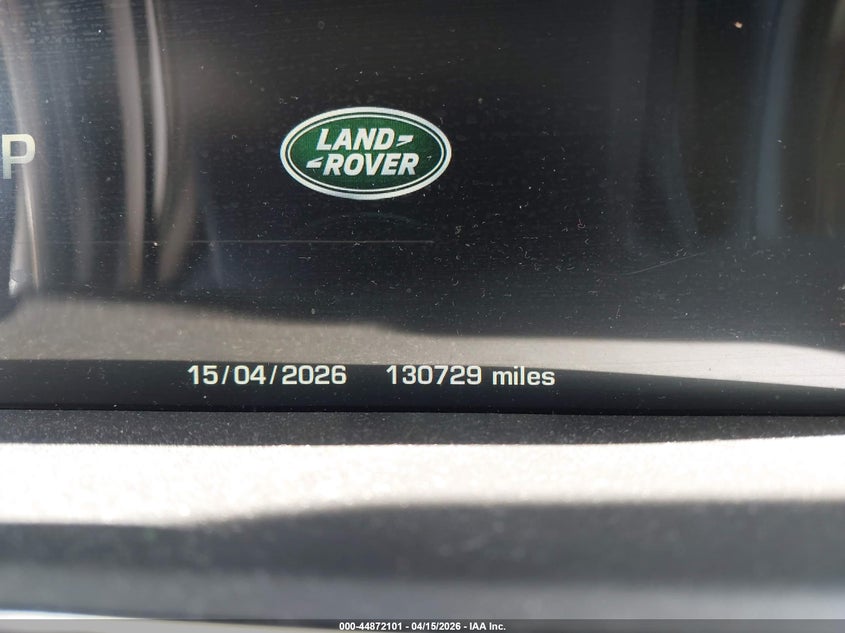 LAND
ROVER
P
15/04/2026 130729 miles
000-44872101 - 04/15/2026 - IAA Inc.